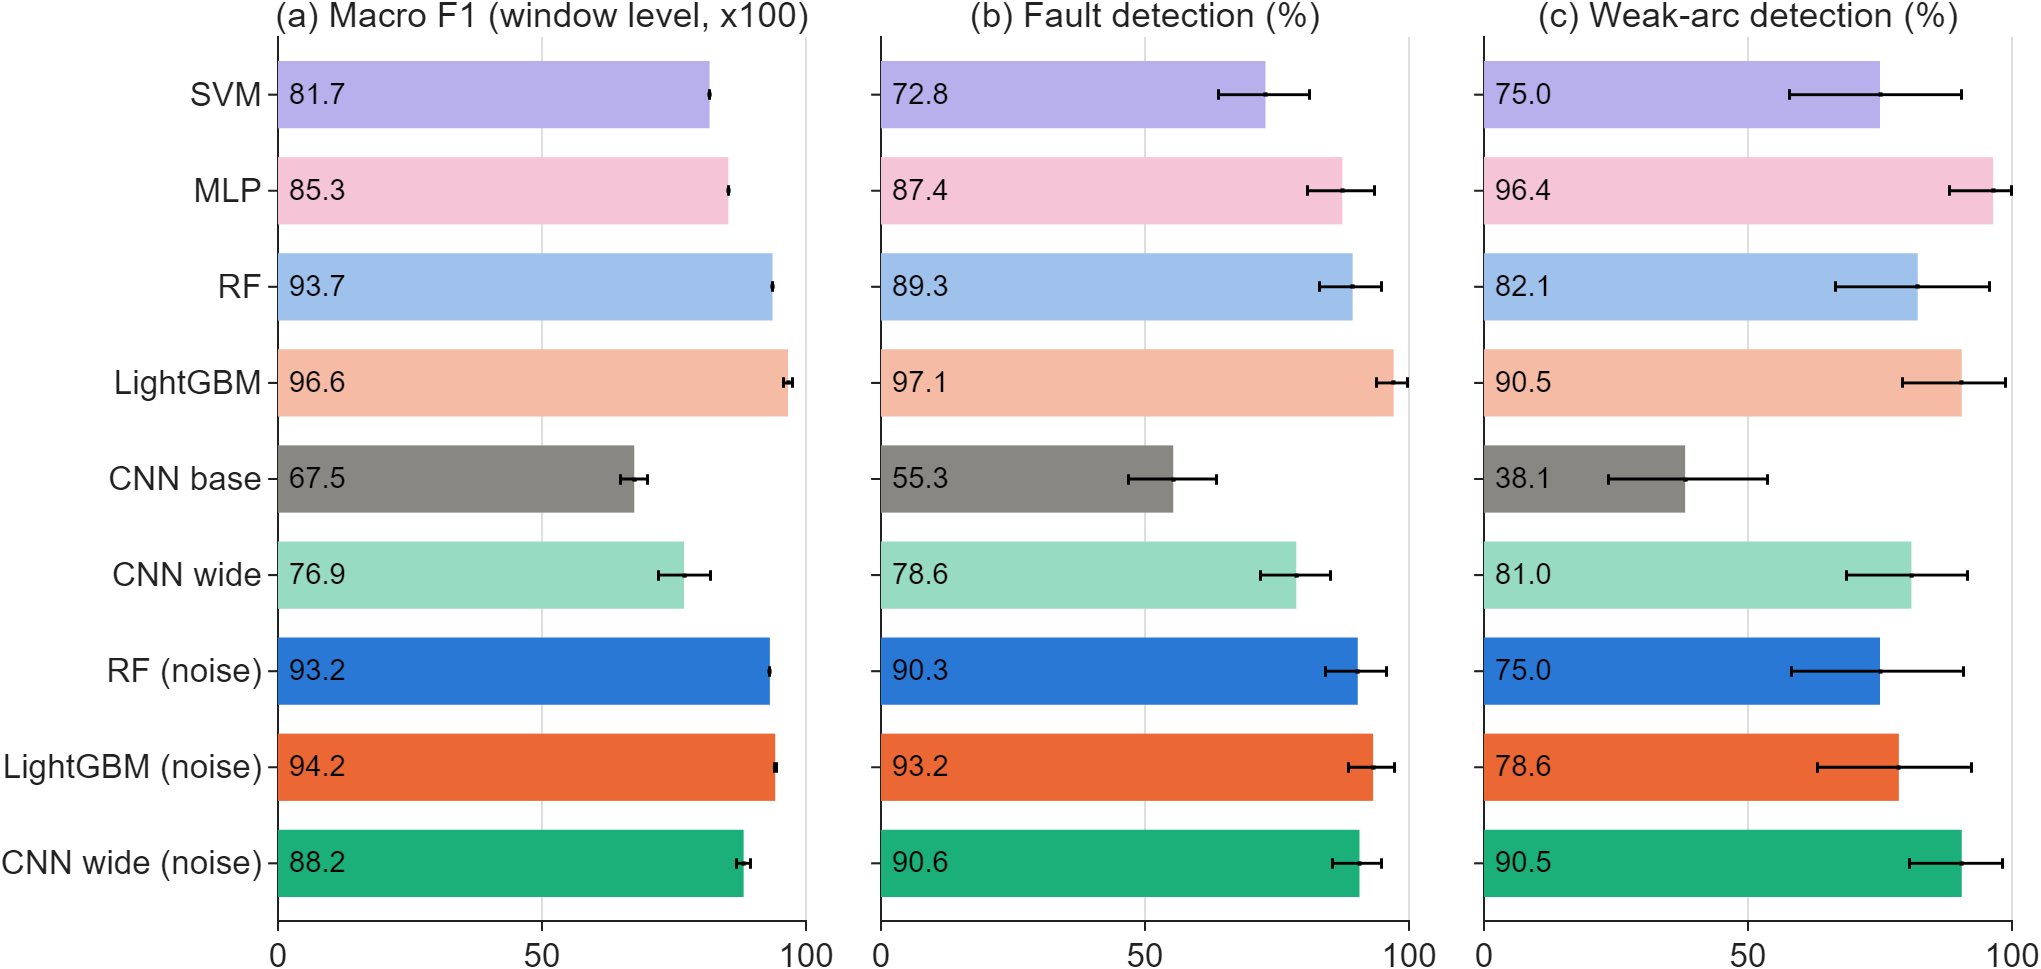 (a) Macro F1 (window level, x100) (b) Fault detection (%) (c) Weak-arc detection (%)
SVM 81.7 72.8 75.0
MLP 85.3 87.4 96.4
RF 93.7 89.3 82.1
LightGBM 96.6 97.1 90.5
CNN base 67.5 55.3 38.1
CNN wide 76.9 78.6 81.0
RF (noise) 93.2 90.3 75.0
LightGBM (noise) 94.2 93.2 78.6
CNN wide (noise) 88.2 90.6 90.5
0 50 100 0 50 100 0 50 100